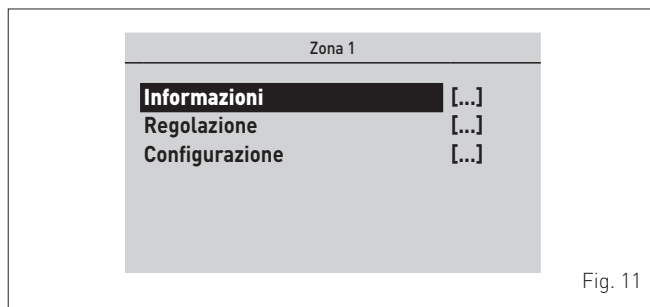 Zona 1
Informazioni [...]
Regolazione [...]
Configurazione [...]
Fig. 11